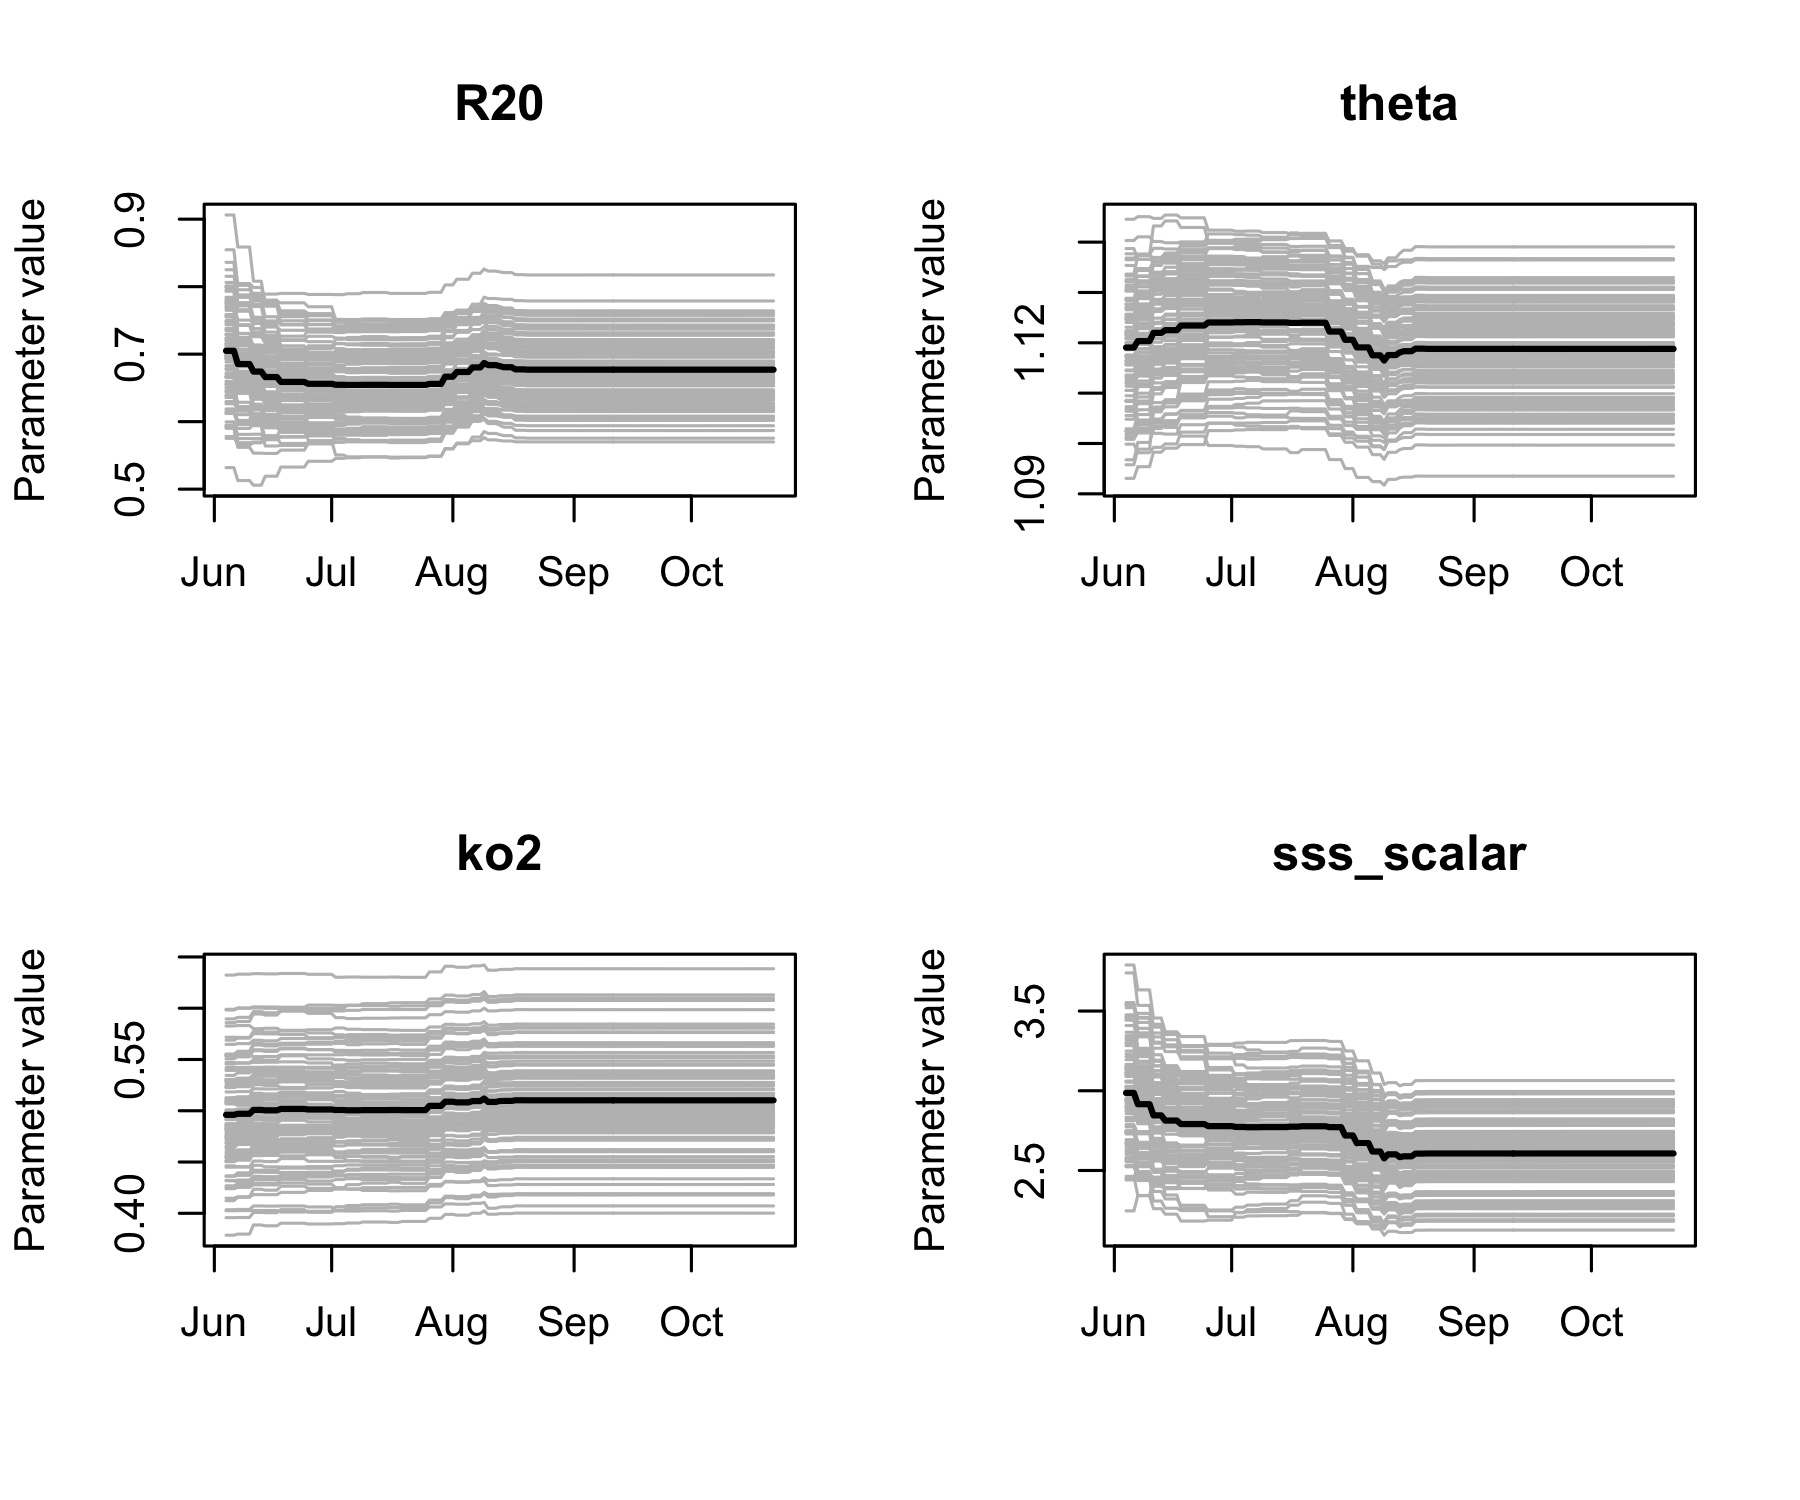 R20
Parameter value
0.9
0.7
0.5
Jun Jul Aug Sep Oct
theta
Parameter value
1.12
1.09
Jun Jul Aug Sep Oct
ko2
Parameter value
0.55
0.40
Jun Jul Aug Sep Oct
sss_scalar
Parameter value
3.5
2.5
Jun Jul Aug Sep Oct